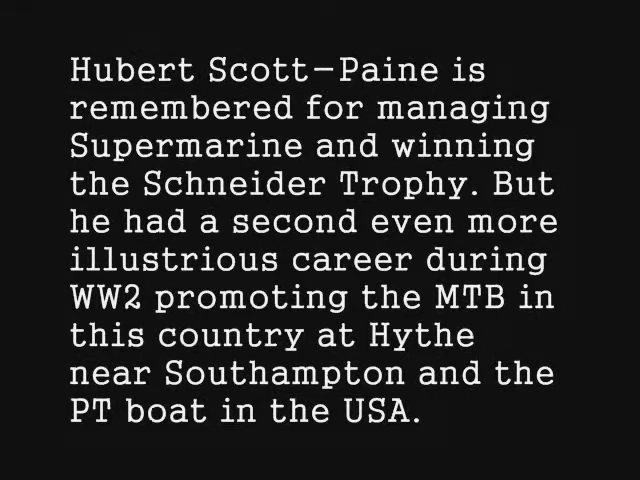 Hubert Scott-Paine is
remembered for managing
Supermarine and winning
the Schneider Trophy. But
he had a second even more
illustrious career during
WW2 promoting the MTB in
this country at Hythe
near Southampton and the
PT boat in the USA.